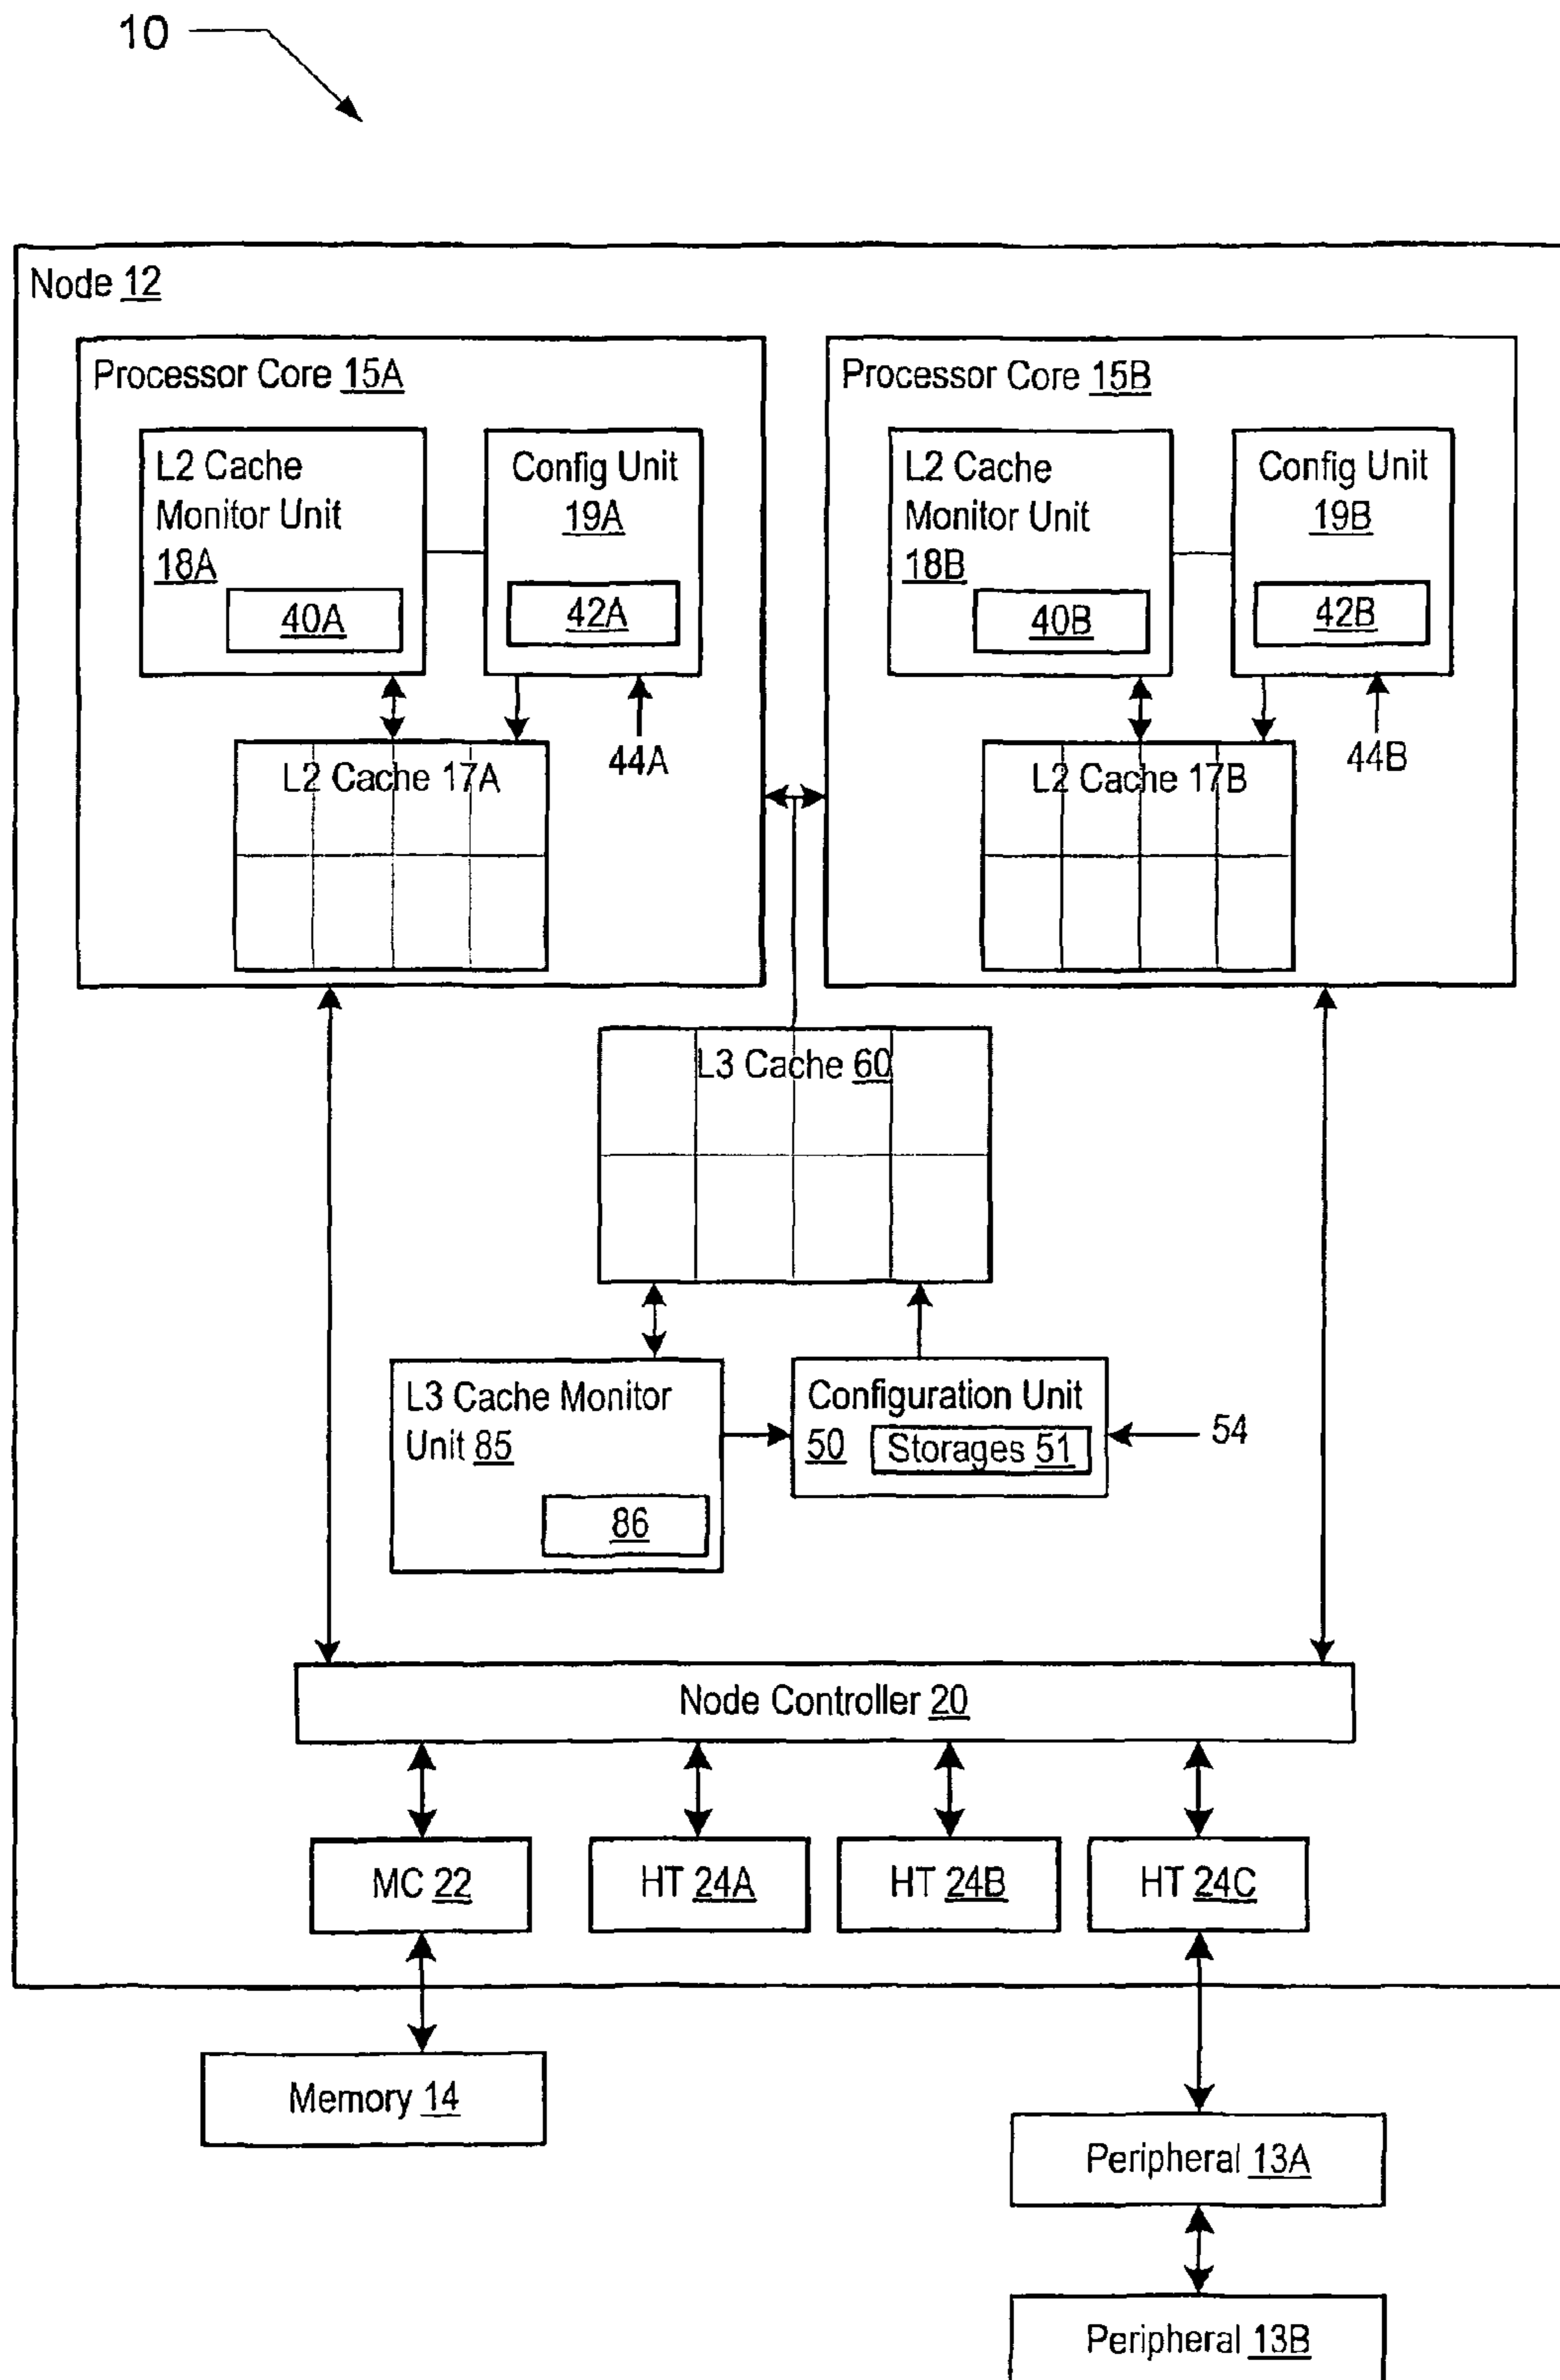 10
Node 12
Processor Core 15A
L2 Cache
Monitor Unit
18A
40A
Config Unit
19A
42A
44A
L2 Cache 17A
Processor Core 15B
L2 Cache
Monitor Unit
18B
40B
Config Unit
19B
42B
44B
L2 Cache 17B
L3 Cache 60
L3 Cache Monitor
Unit 85
86
Configuration Unit
50
Storages 51
54
Node Controller 20
MC 22
HT 24A
HT 24B
HT 24C
Memory 14
Peripheral 13A
Peripheral 13B